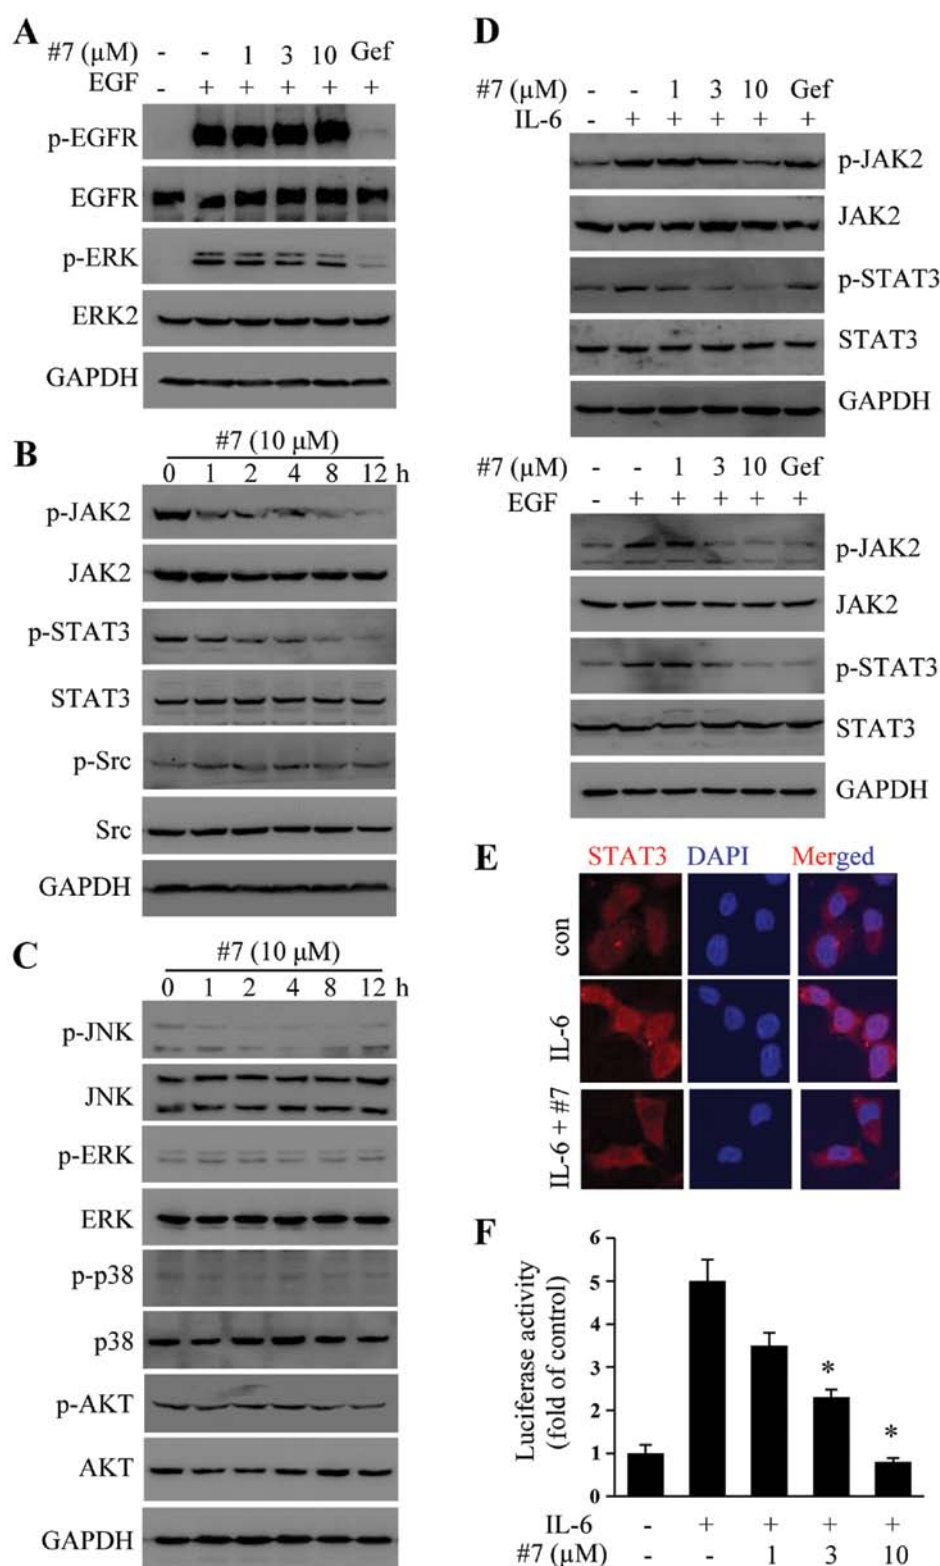 A
#7 (µM) - - 1 3 10 Gef
EGF - + + + + +
p-EGFR
EGFR
p-ERK
ERK2
GAPDH
B
#7 (10 µM)
0 1 2 4 8 12 h
p-JAK2
JAK2
p-STAT3
STAT3
p-Src
Src
GAPDH
C
#7 (10 µM)
0 1 2 4 8 12 h
p-JNK
JNK
p-ERK
ERK
p-p38
p38
p-AKT
AKT
GAPDH
D
#7 (µM) - - 1 3 10 Gef
IL-6 - + + + + +
p-JAK2
JAK2
p-STAT3
STAT3
GAPDH
#7 (µM) - - 1 3 10 Gef
EGF - + + + + +
p-JAK2
JAK2
p-STAT3
STAT3
GAPDH
E
STAT3 DAPI Merged
con
IL-6
IL-6 + #7
F
Luciferase activity
(fold of control)
6
5
4
3
2
1
0
*
*
IL-6 - + + + +
#7 (µM) - - 1 3 10